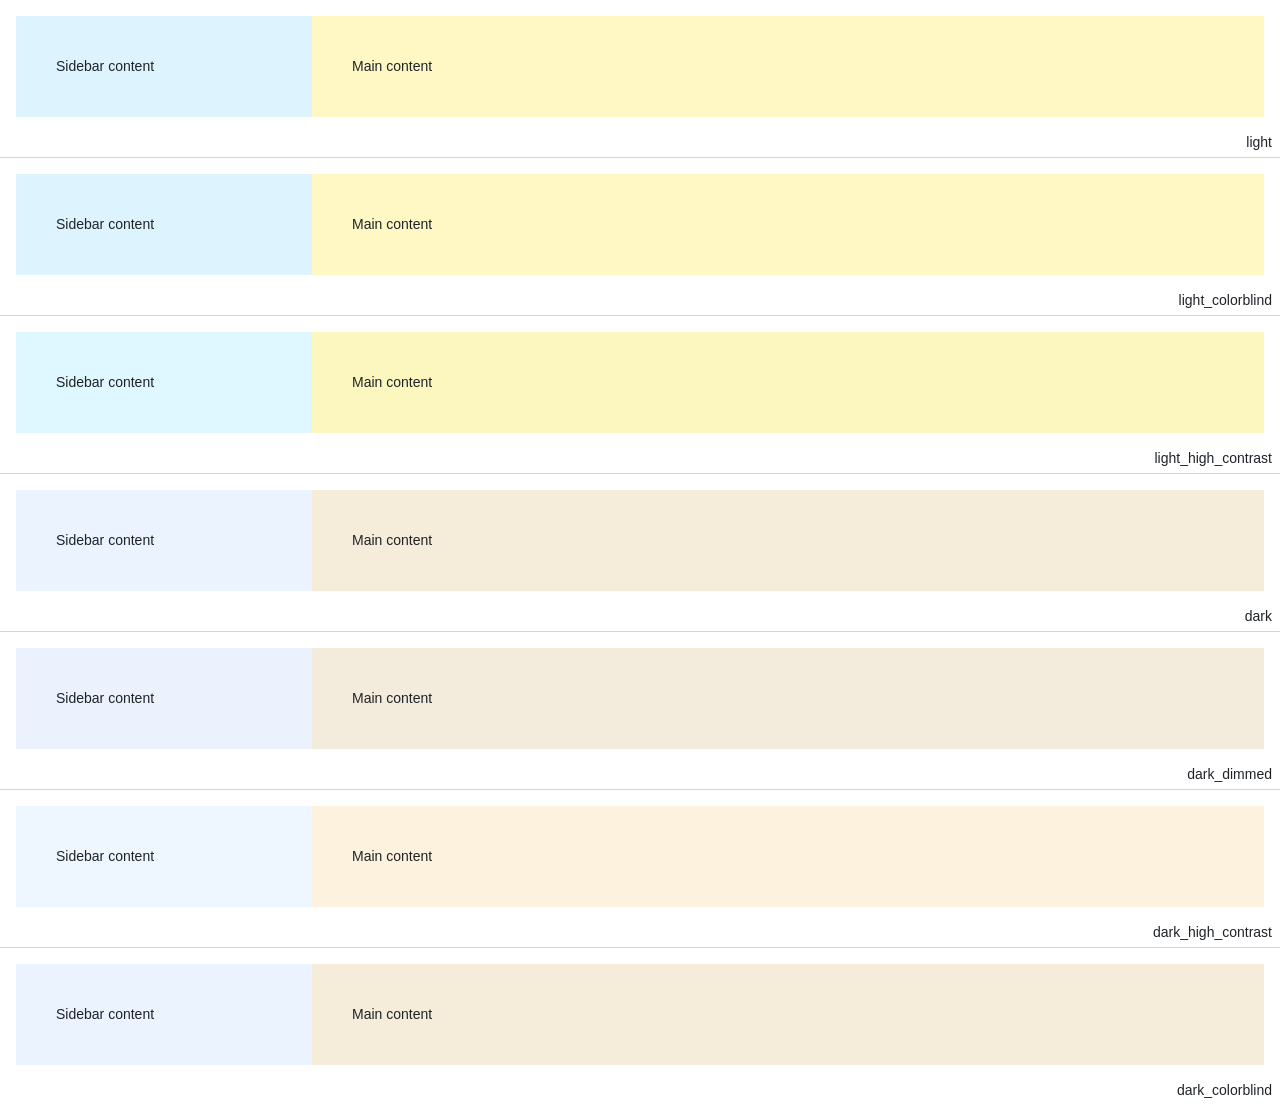 Sidebar content Main content
light
Sidebar content Main content
light_colorblind
Sidebar content Main content
light_high_contrast
Sidebar content Main content
dark
Sidebar content Main content
dark_dimmed
Sidebar content Main content
dark_high_contrast
Sidebar content Main content
dark_colorblind